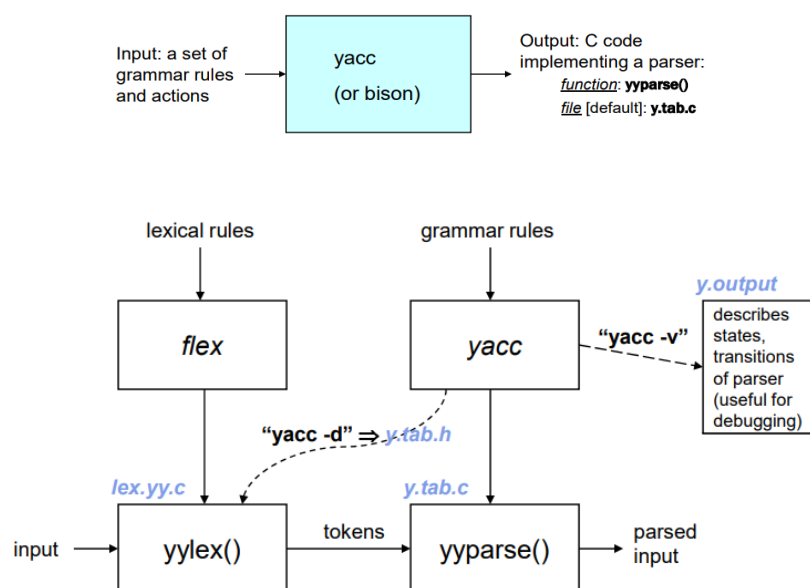 Input: a set of
grammar rules
and actions
yacc
(or bison)
Output: C code
implementing a parser:
function: yyparse()
file [default]: y.tab.c
lexical rules
grammar rules
y.output
flex
yacc
"yacc -v"
describes
states,
transitions
of parser
(useful for
debugging)
"yacc -d" ⇒ y.tab.h
lex.yy.c
y.tab.c
input
yylex()
tokens
yyparse()
parsed
input